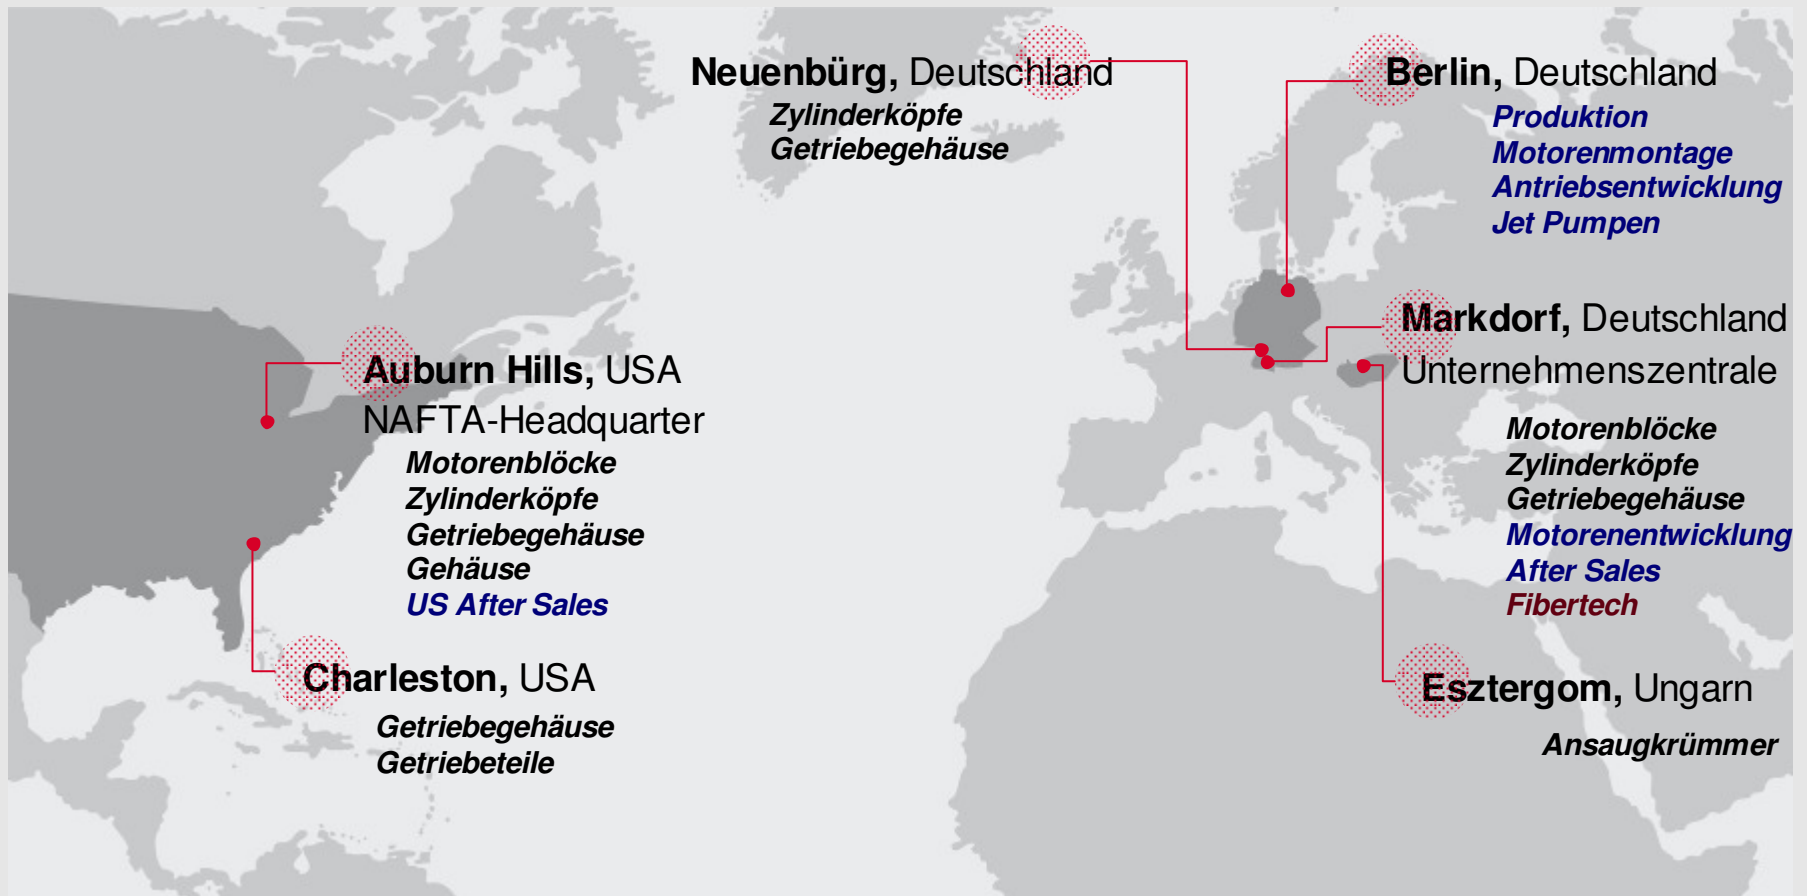 Neuenbürg, Deutschland
Zylinderköpfe
Getriebegehäuse
Berlin, Deutschland
Produktion
Motorenmontage
Antriebsentwicklung
Jet Pumpen
Markdorf, Deutschland
Unternehmenszentrale
Motorenblöcke
Zylinderköpfe
Getriebegehäuse
Motorenentwicklung
After Sales
Fibertech
Auburn Hills, USA
NAFTA-Headquarter
Motorenblöcke
Zylinderköpfe
Getriebegehäuse
Gehäuse
US After Sales
Charleston, USA
Getriebegehäuse
Getriebeteile
Esztergom, Ungarn
Ansaugkrümmer